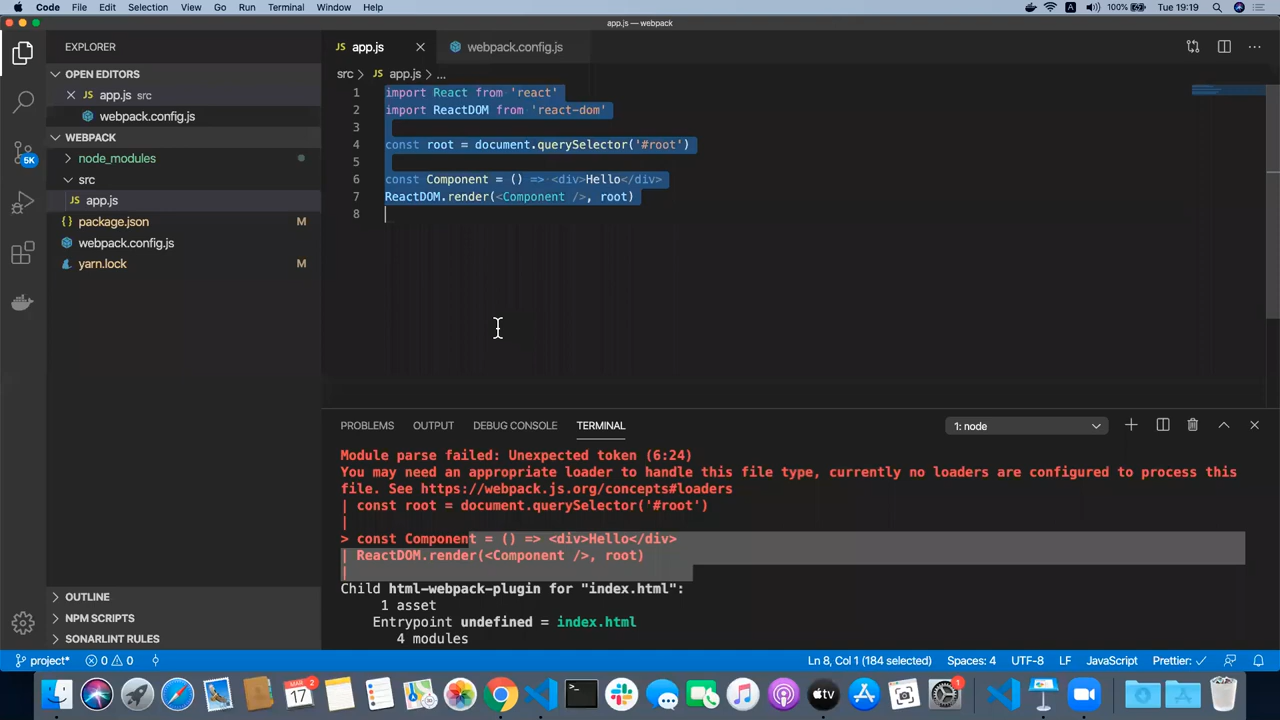 Code File Edit Selection View Go Run Terminal Window Help 100% Tue 19:19
app.js — webpack
EXPLORER
OPEN EDITORS
app.js src
webpack.config.js
WEBPACK
node_modules
src
JS app.js
{} package.json M
webpack.config.js
yarn.lock M
OUTLINE
NPM SCRIPTS
SONARLINT RULES
5K
JS app.js webpack.config.js
src > JS app.js > ...
1 import React from 'react'
2 import ReactDOM from 'react-dom'
3
4 const root = document.querySelector('#root')
5
6 const Component = () => <div>Hello</div>
7 ReactDOM.render(<Component />, root)
8
PROBLEMS OUTPUT DEBUG CONSOLE TERMINAL 1: node
Module parse failed: Unexpected token (6:24)
You may need an appropriate loader to handle this file type, currently no loaders are configured to process this
file. See https://webpack.js.org/concepts#loaders
| const root = document.querySelector('#root')
|
> const Component = () => <div>Hello</div>
| ReactDOM.render(<Component />, root)
|
Child html-webpack-plugin for "index.html":
1 asset
Entrypoint undefined = index.html
4 modules
project* 0 0 Ln 8, Col 1 (184 selected) Spaces: 4 UTF-8 LF JavaScript Prettier: ✓
MAR 2
17
tv
1